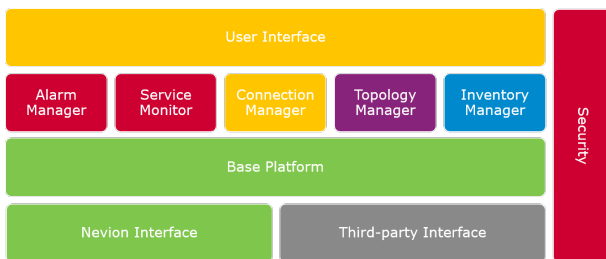 User Interface
Alarm
Manager
Service
Monitor
Connection
Manager
Topology
Manager
Inventory
Manager
Security
Base Platform
Nevion Interface
Third-party Interface